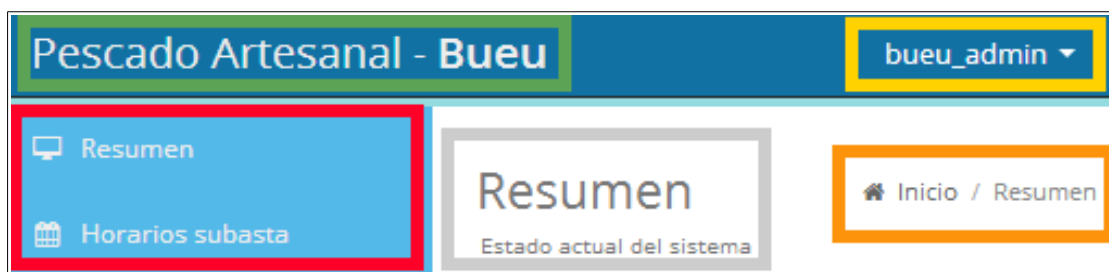 Pescado Artesanal - Bueu
bueu_admin
Resumen
Horarios subasta
Resumen
Estado actual del sistema
Inicio / Resumen